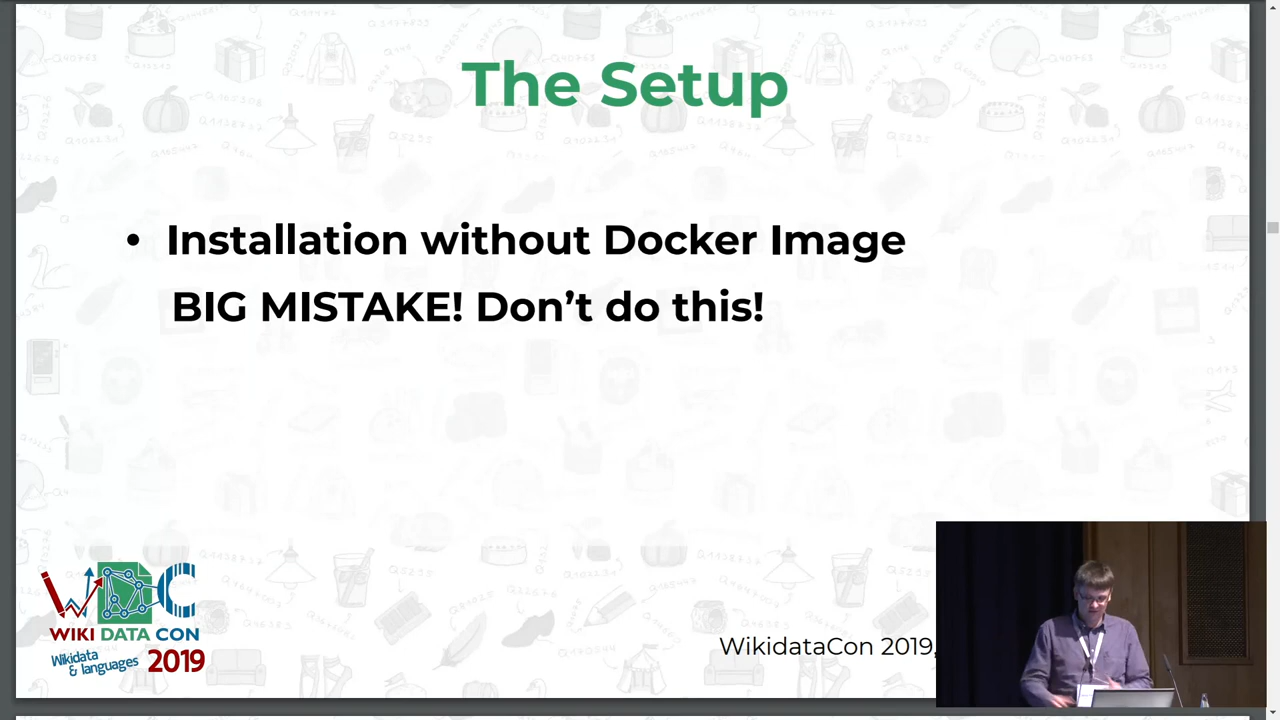 The Setup
• Installation without Docker Image
BIG MISTAKE! Don’t do this!
WIKI DATA CON
Wikidata
& languages 2019
WikidataCon 2019,